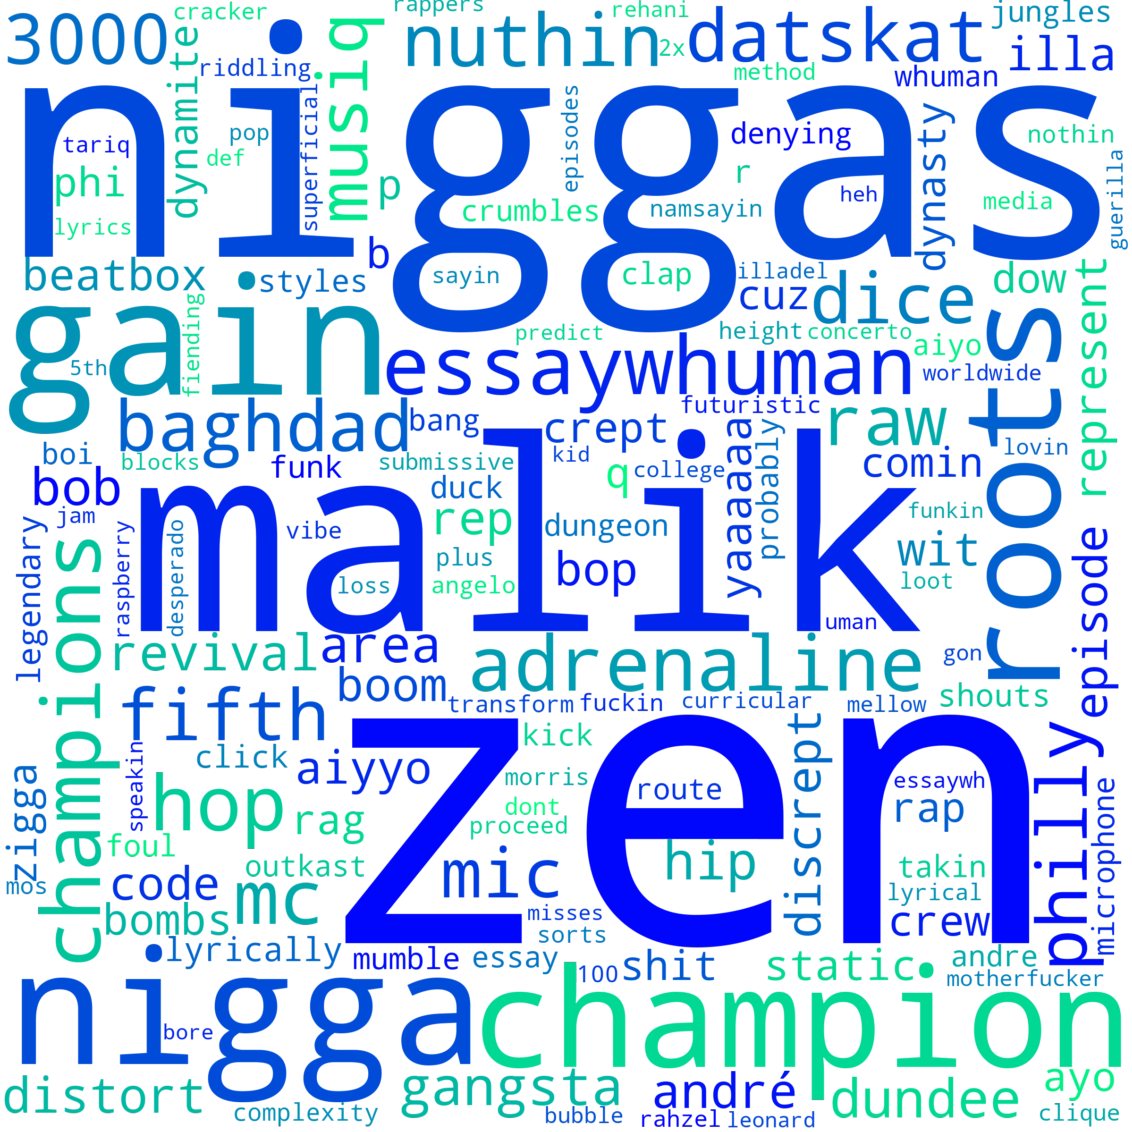 cracker
rappers
rehani
jungles
3000
musiq
nuthin
2x
datskat
illa
riddling
method
whuman
niggas
dynamite
superficial
episodes
tariq
pop
def
denying
dynasty
nothin
phi
p
r
heh
media
guerilla
lyrics
crumbles
namsayin
b
beatbox
styles
sayin
clap
illadel
cuz
dice
dow
represent
roots
gain
fiending
predict
height
concerto
aiyo
5th
essaywhuman
worldwide
baghdad
bang
futuristic
crept
raw
yaaaaaaa
probably
boi
blocks
funk
submissive
kid
q
college
comin
lovin
bob
duck
malik
legendary
jam
raspberry
desperado
vibe
rep
dungeon
funkin
champions
plus
bop
wit
loss
angelo
loot
episode
uman
revival
area
adrenaline
gon
fifth
boom
transform
fuckin
curricular
mellow
shouts
zen
click
kick
discrept
philly
zigga
speakin
aiyyo
morris
route
essaywh
microphone
hop
rag
dont
proceed
rap
foul
outkast
mos
code
mc
mic
hip
takin
lyrical
bombs
misses
sorts
crew
lyrically
mumble
essay
100
shit
static
andre
motherfucker
nigga
champion
bore
distort
gangsta
andré
dundee
ayo
complexity
bubble
rahzel
leonard
clique